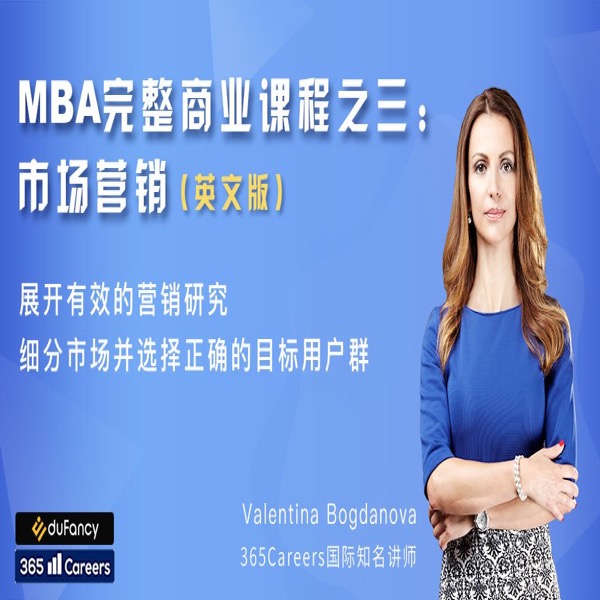 MBA完整商业课程之三：
市场营销（英文版）
展开有效的营销研究
细分市场并选择正确的目标用户群
Valentina Bogdanova
365Careers国际知名讲师
duFancy
365 Careers